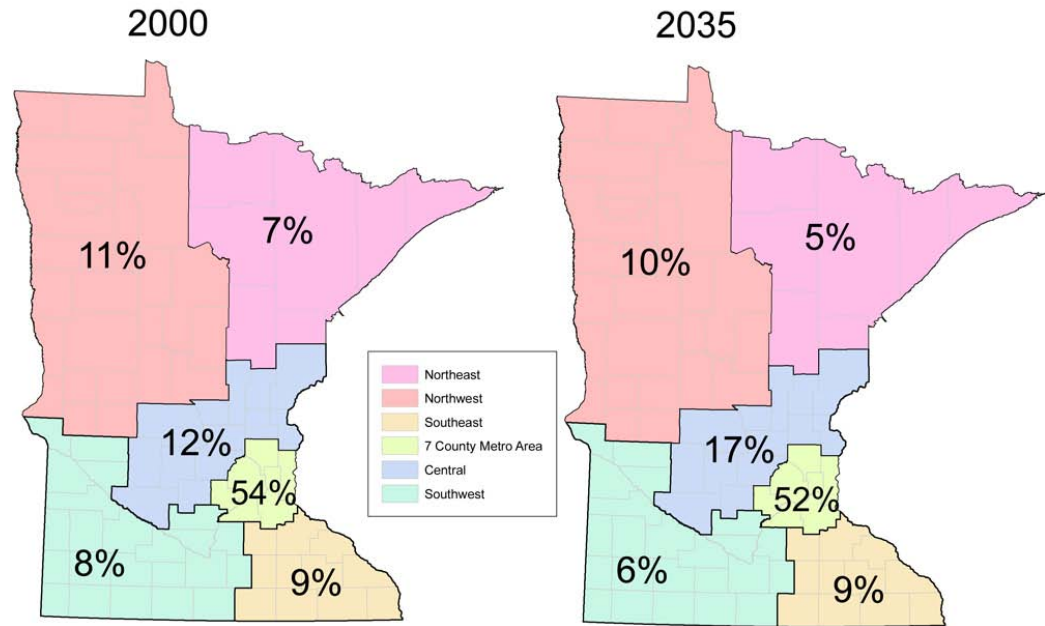 2000
2035
7%
11%
12%
54%
8%
9%
Northeast
Northwest
Southeast
7 County Metro Area
Central
Southwest
5%
10%
17%
52%
6%
9%